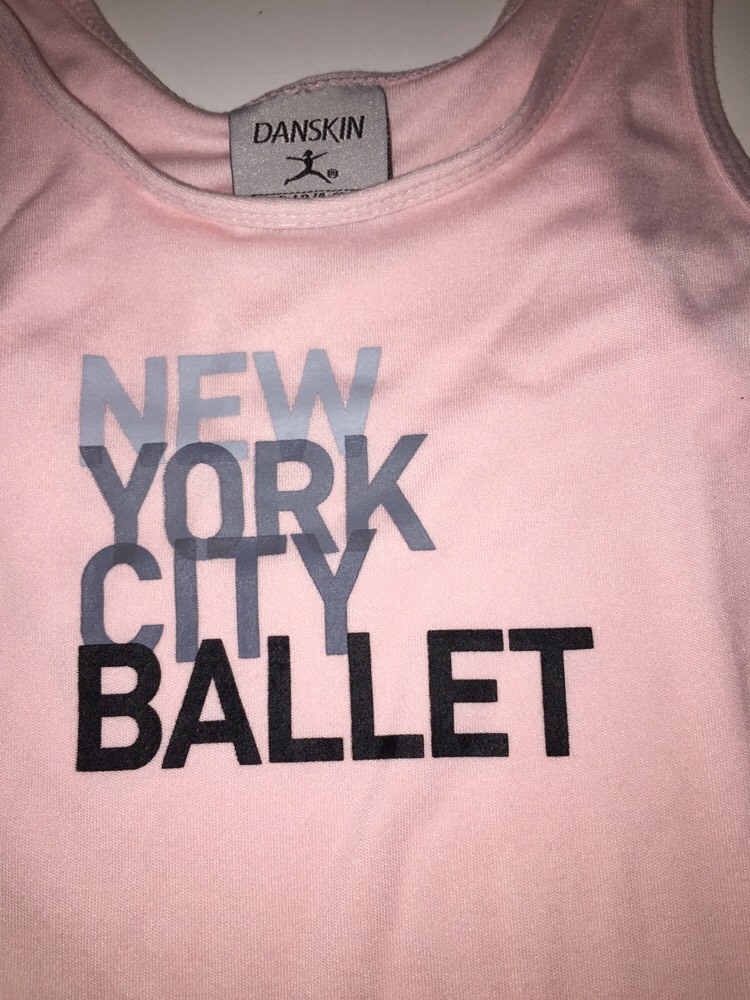 DANSKIN
®
NEW
YORK
CITY
BALLET